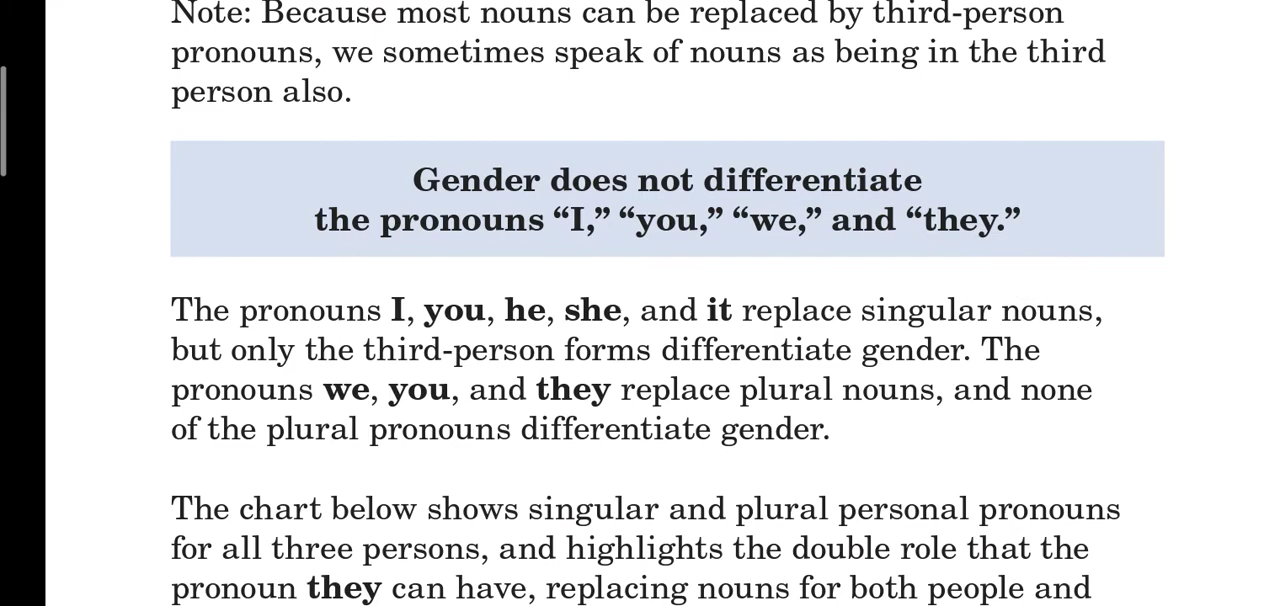 Note: Because most nouns can be replaced by third-person
pronouns, we sometimes speak of nouns as being in the third
person also.
Gender does not differentiate
the pronouns “I,” “you,” “we,” and “they.”
The pronouns I, you, he, she, and it replace singular nouns,
but only the third-person forms differentiate gender. The
pronouns we, you, and they replace plural nouns, and none
of the plural pronouns differentiate gender.
The chart below shows singular and plural personal pronouns
for all three persons, and highlights the double role that the
pronoun they can have, replacing nouns for both people and